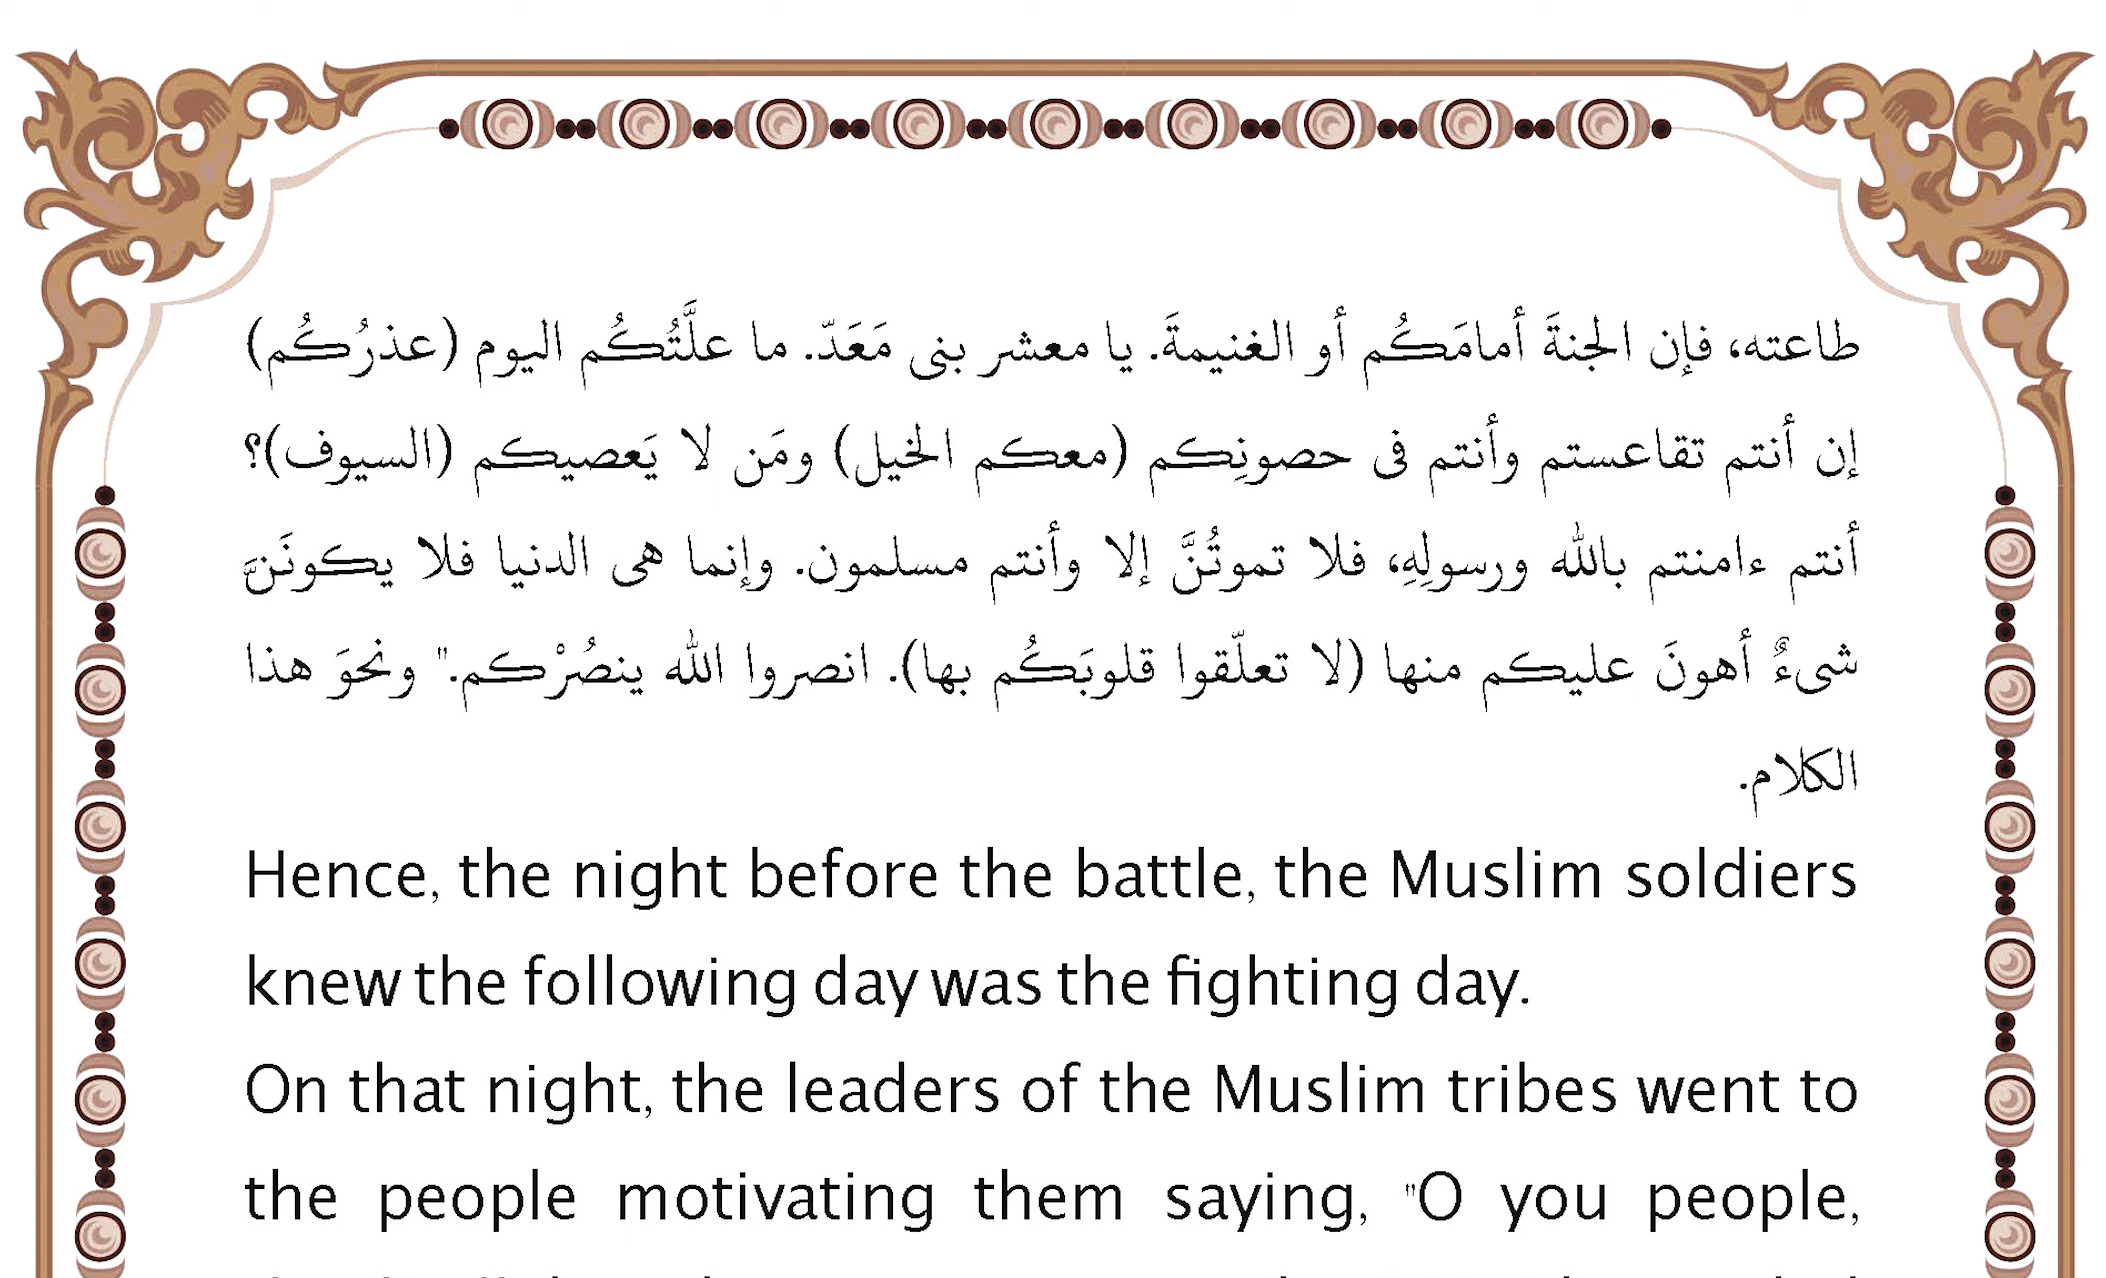 طاعته، فإن الجنةَ أمامَكُم أو الغنيمةَ. يا معشر بنى مَعَدّ. ما علَّتُكُم اليوم (عذرُكُم)
إن أنتم تقاعستم وأنتم فى حصونِكم (معكم الخيل) ومَن لا يَعصيكم (السيوف)؟
أنتم ءامنتم بالله ورسولِهِ، فلا تموتُنَّ إلا وأنتم مسلمون. وإنما هى الدنيا فلا يكونَنَّ
شىءٌ أهونَ عليكم منها (لا تعلّقوا قلوبَكُم بها). انصروا الله ينصُرْكم." ونحوَ هذا
الكلام.
Hence, the night before the battle, the Muslim soldiers
knew the following day was the fighting day.
On that night, the leaders of the Muslim tribes went to
the people motivating them saying, "O you people,